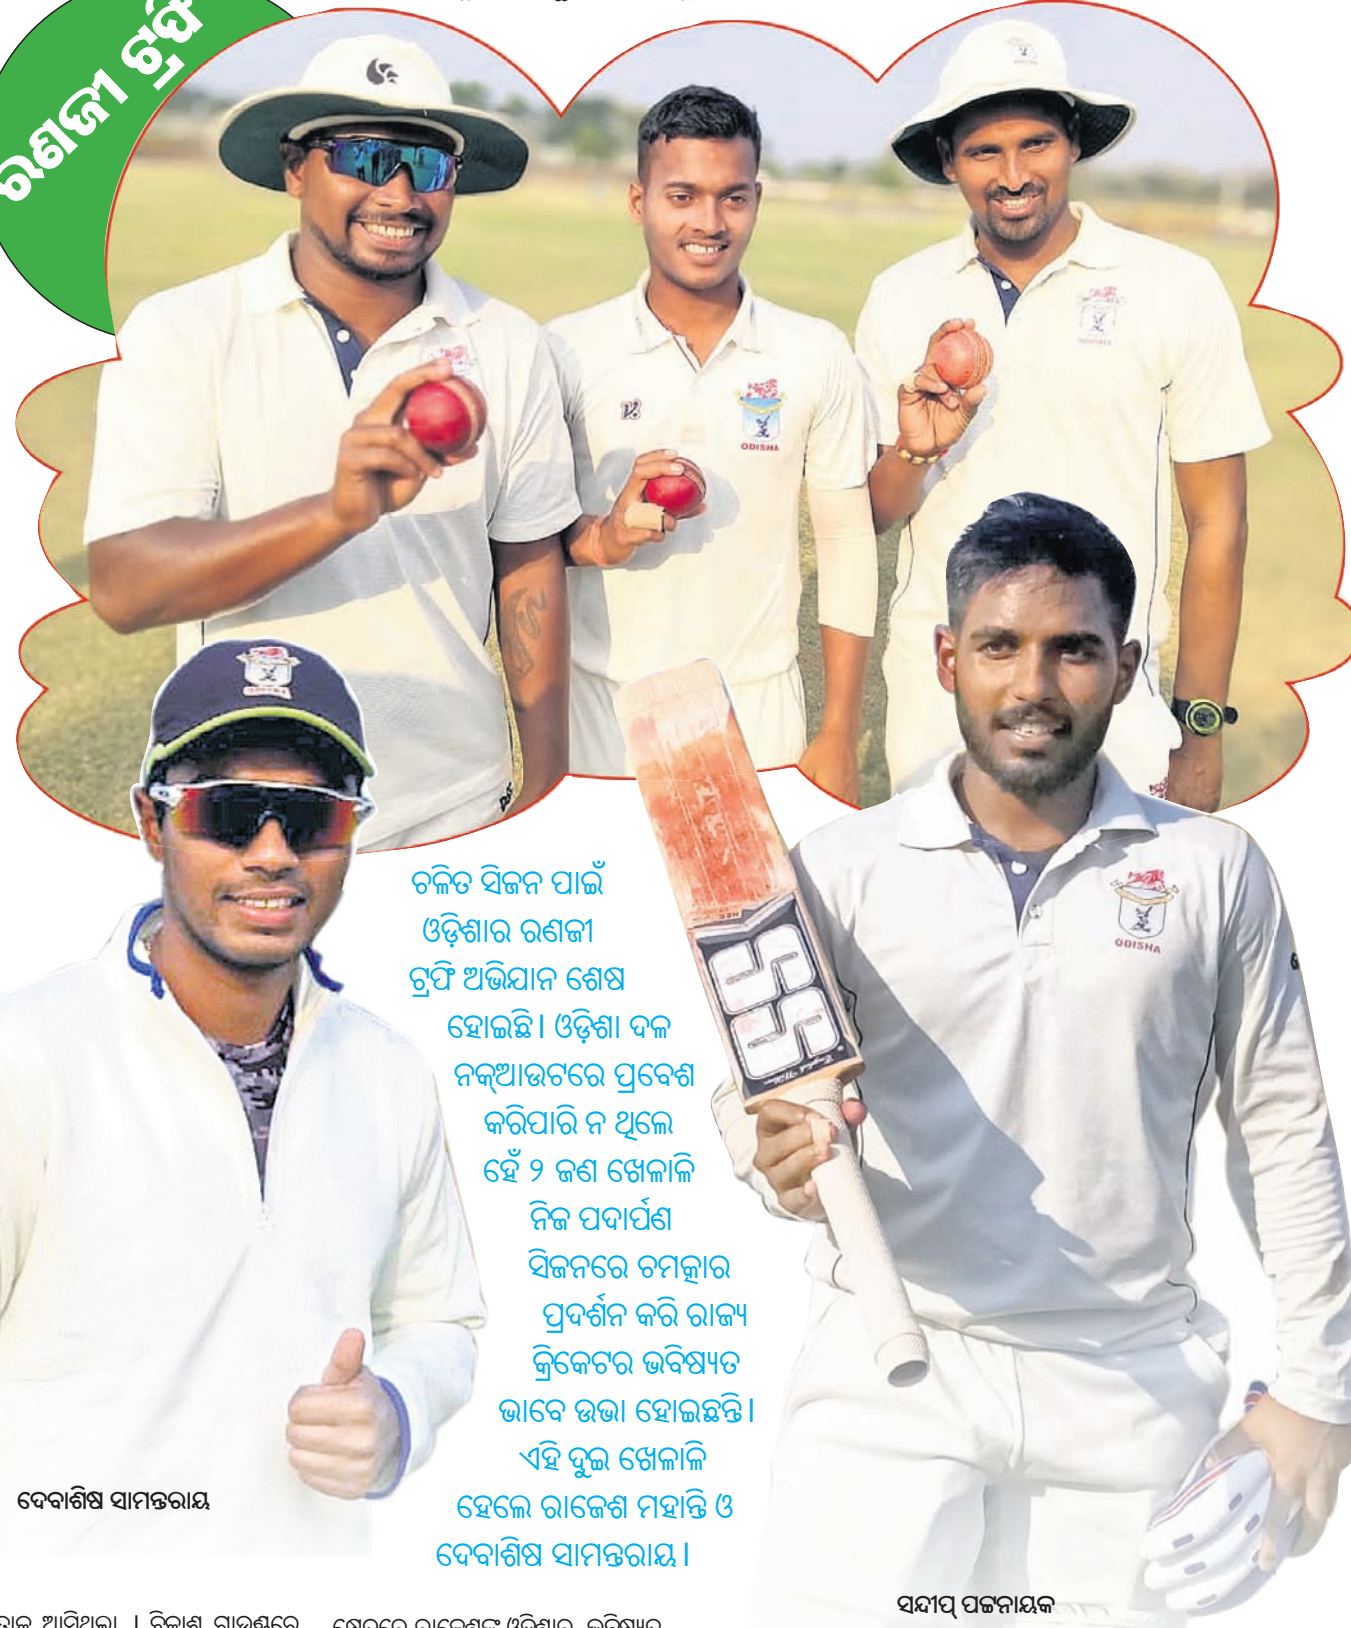 ରଣଜୀ ଟ୍ରଫି
ODISHA
ODISHA
SS
ଚଳିତ ସିଜନ ପାଇଁ
ଓଡ଼ିଶାର ରଣଜୀ
ଟ୍ରଫି ଅଭିଯାନ ଶେଷ
ହୋଇଛି। ଓଡ଼ିଶା ଦଳ
ନକ୍ଆଉଟରେ ପ୍ରବେଶ
କରିପାରି ନ ଥିଲେ
ହେଁ ୨ ଜଣ ଖେଳାଳି
ନିଜ ପଦାର୍ପଣ
ସିଜନରେ ଚମତ୍କାର
ପ୍ରଦର୍ଶନ କରି ରାଜ୍ୟ
କ୍ରିକେଟର ଭବିଷ୍ୟତ
ଭାବେ ଉଭା ହୋଇଛନ୍ତି।
ଏହି ଦୁଇ ଖେଳାଳି
ହେଲେ ରାଜେଶ ମହାନ୍ତି ଓ
ଦେବାଶିଷ ସାମନ୍ତରାୟ।
ଦେବାଶିଷ ସାମନ୍ତରାୟ
ସନ୍ଦୀପ୍ ପଟ୍ଟନାୟକ